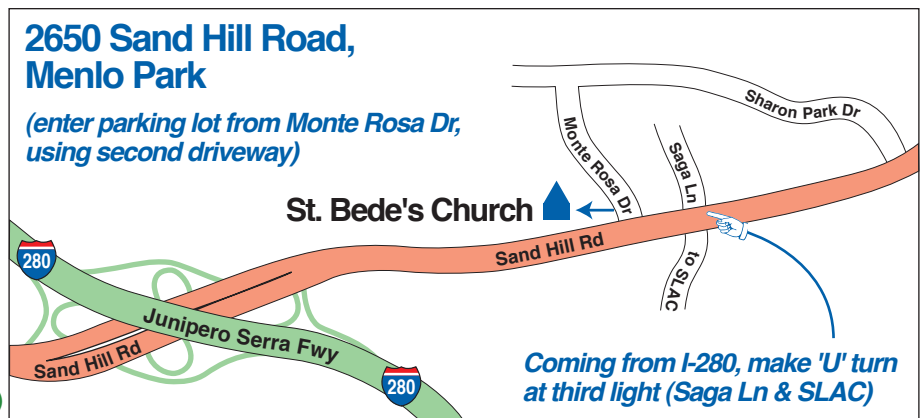 2650 Sand Hill Road,
Menlo Park
(enter parking lot from Monte Rosa Dr,
using second driveway)
Sharon Park Dr
Monte Rosa Dr
Saga Ln
St. Bede's Church
Sand Hill Rd
to SLAC
280
Junipero Serra Fwy
Sand Hill Rd
280
Coming from I-280, make 'U' turn
at third light (Saga Ln & SLAC)